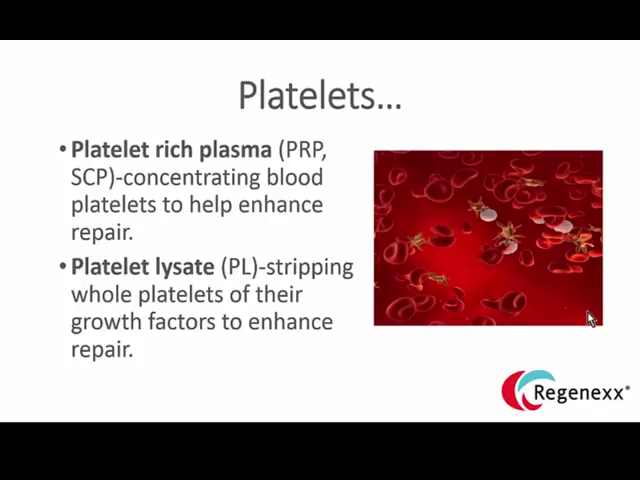 Platelets...
• Platelet rich plasma (PRP,
SCP)-concentrating blood
platelets to help enhance
repair.
• Platelet lysate (PL)-stripping
whole platelets of their
growth factors to enhance
repair.
Regenexx®